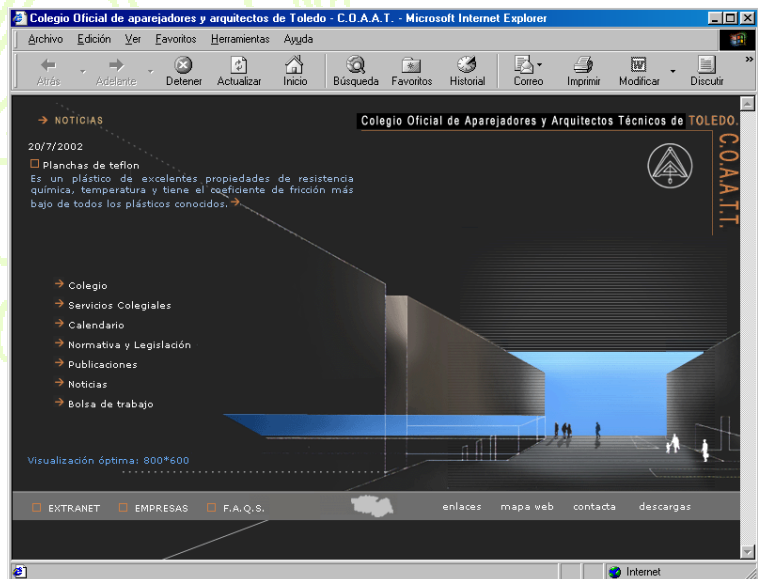 Colegio Oficial de aparejadores y arquitectos de Toledo - C.O.A.A.T. - Microsoft Internet Explorer
Archivo Edición Ver Favoritos Herramientas Ayuda
Atrás Adelante Detener Actualizar Inicio Búsqueda Favoritos Historial Correo Imprimir Modificar Discutir »
NOTICIAS
Colegio Oficial de Aparejadores y Arquitectos Técnicos de TOLEDO.
C.O.A.A.T.T.
20/7/2002
Planchas de teflon
Es un plástico de excelentes propiedades de resistencia
química, temperatura y tiene el coeficiente de fricción más
bajo de todos los plásticos conocidos.
Colegio
Servicios Colegiales
Calendario
Normativa y Legislación
Publicaciones
Noticias
Bolsa de trabajo
Visualización óptima: 800*600
EXTRANET EMPRESAS F.A.Q.S. enlaces mapa web contacta descargas
Internet